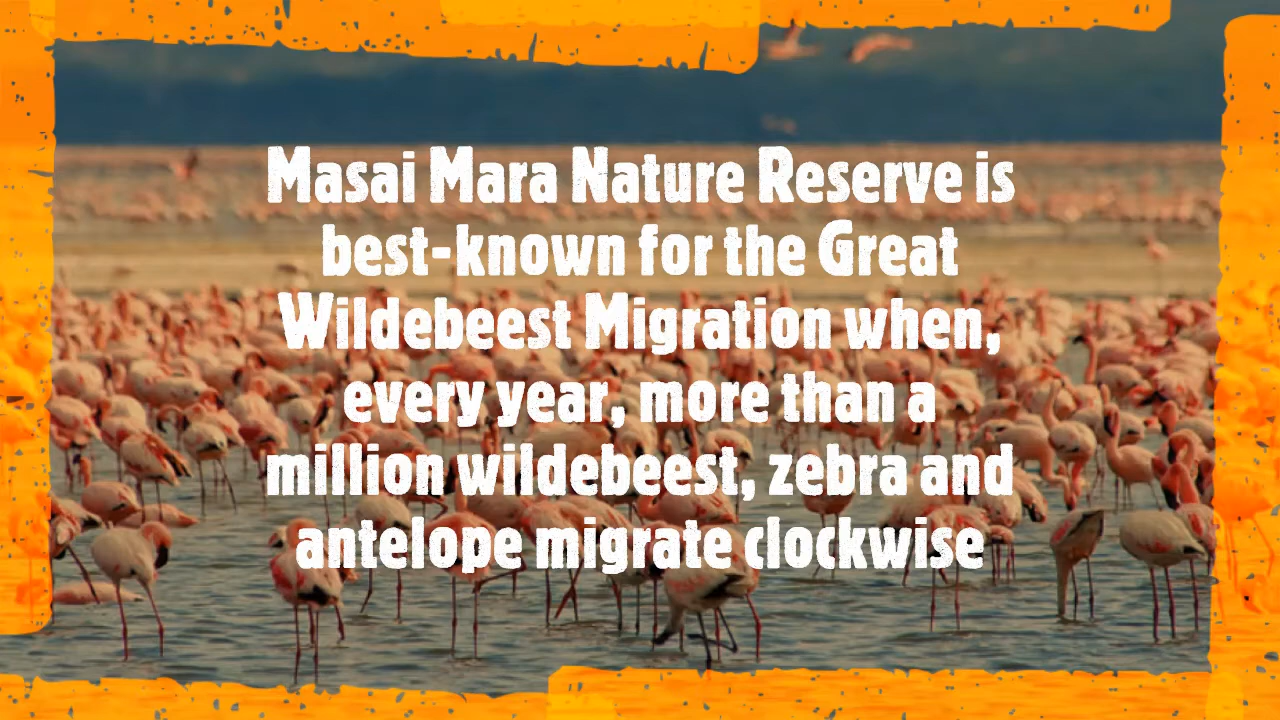 Masai Mara Nature Reserve is
best-known for the Great
Wildebeest Migration when,
every year, more than a
million wildebeest, zebra and
antelope migrate clockwise